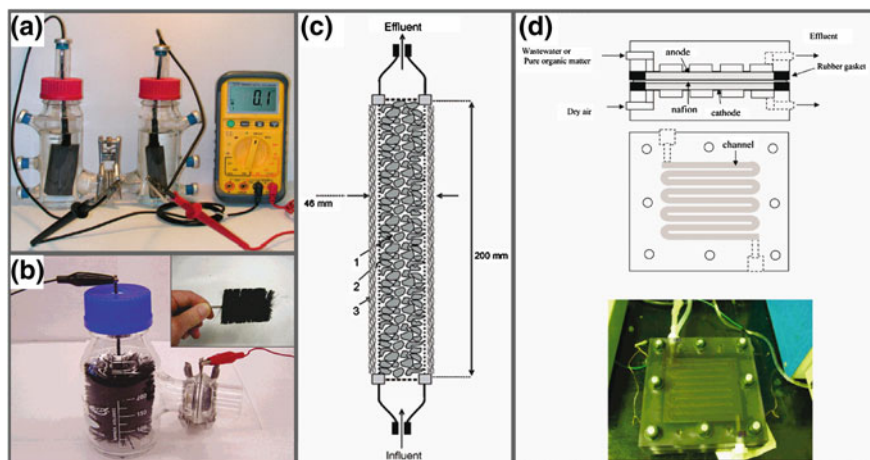 (a)
0.1
(b)
(c)
Effluent
46 mm
200 mm
1
2
3
Influent
(d)
Effluent
anode
Wastewater or
Pure organic matter
Rubber gasket
Dry air
nafion
cathode
channel